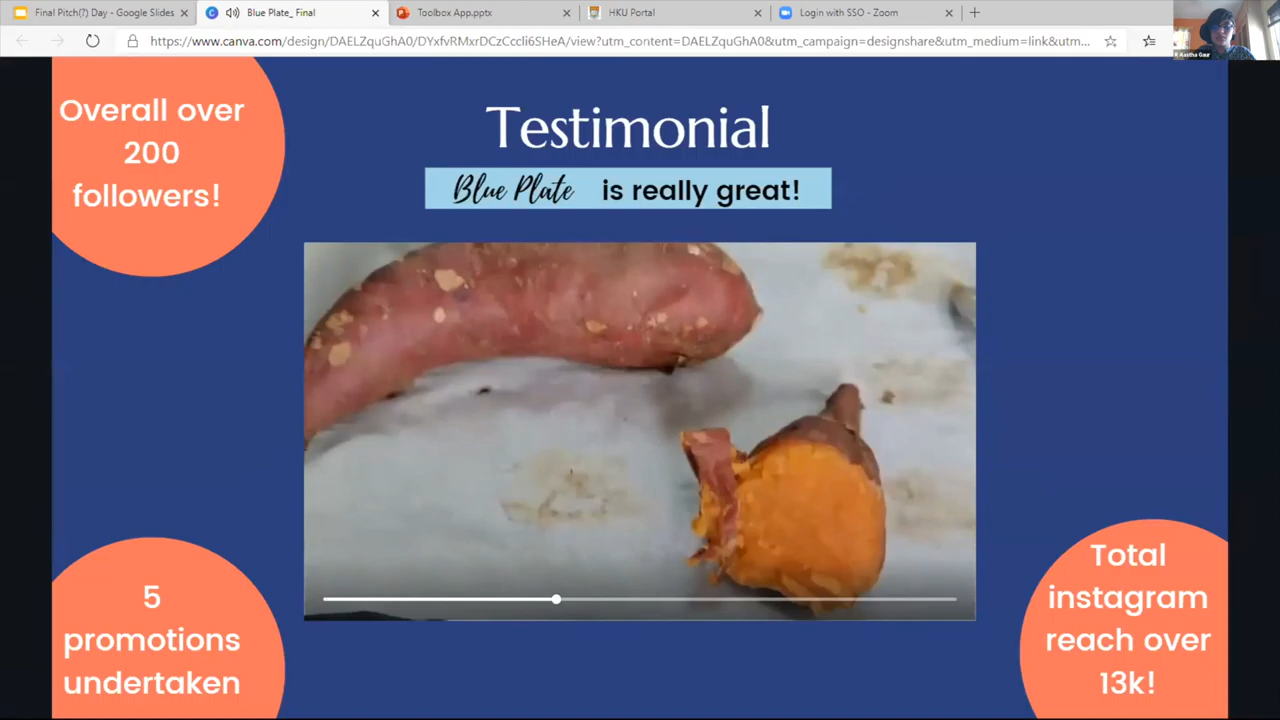 Final Pitch(?) Day - Google Slides
Blue Plate_ Final
Toolbox App.pptx
HKU Portal
Login with SSO - Zoom
https://www.canva.com/design/DAELZquGhA0/DYxfvRMxrDCzCccli6SHeA/view?utm_content=DAELZquGhA0&utm_campaign=designshare&utm_medium=link&utm...
Aastha Gaur
Overall over
200
followers!
Testimonial
Blue Plate is really great!
5
promotions
undertaken
Total
instagram
reach over
13k!